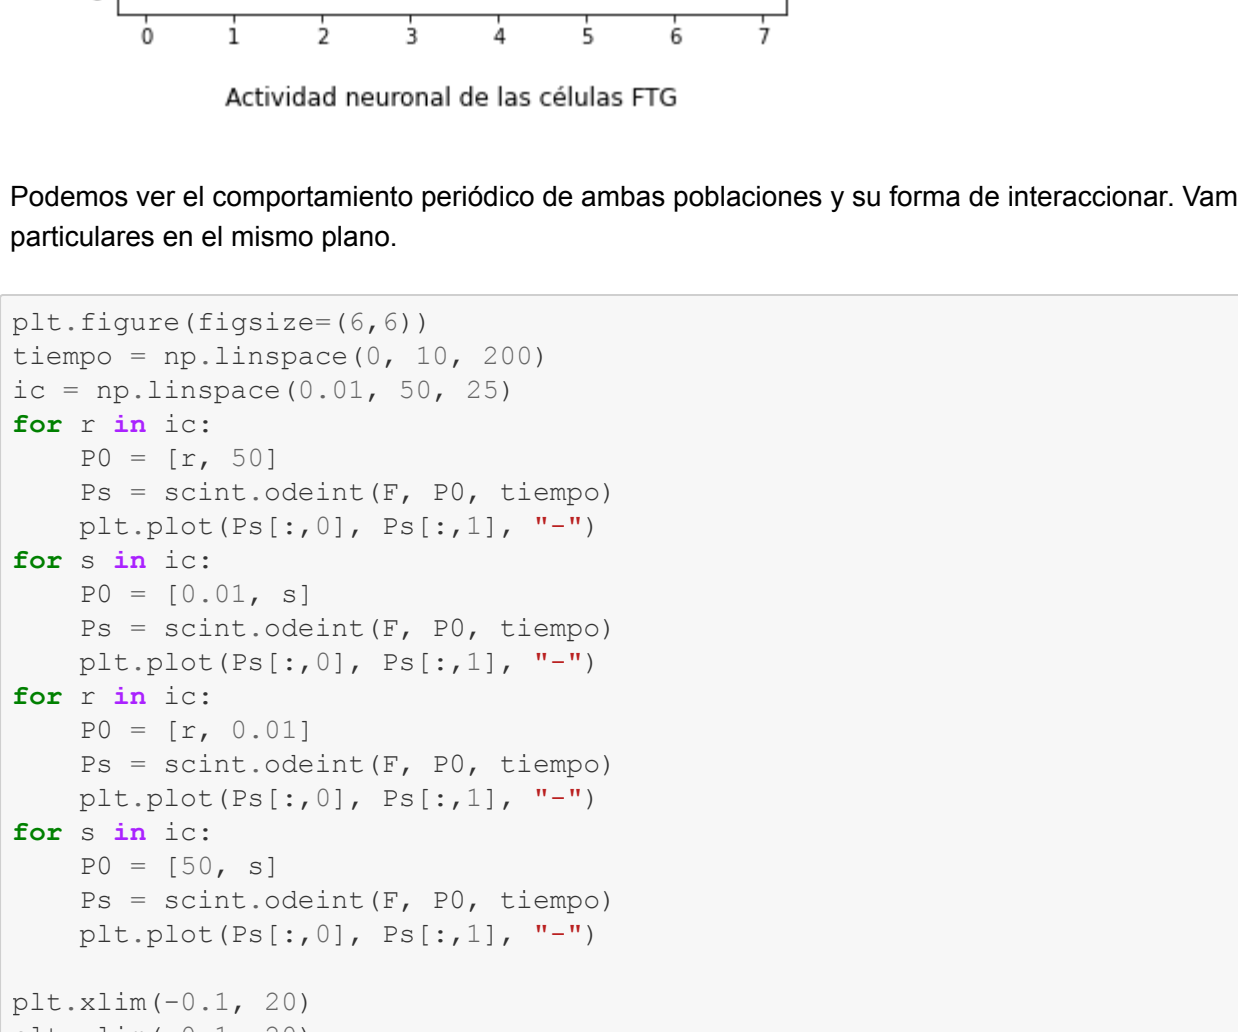 0 1 2 3 4 5 6 7
Actividad neuronal de las células FTG
Podemos ver el comportamiento periódico de ambas poblaciones y su forma de interaccionar. Vam
particulares en el mismo plano.
plt.figure(figsize=(6,6))
tiempo = np.linspace(0, 10, 200)
ic = np.linspace(0.01, 50, 25)
for r in ic:
    P0 = [r, 50]
    Ps = scint.odeint(F, P0, tiempo)
    plt.plot(Ps[:,0], Ps[:,1], "-")
for s in ic:
    P0 = [0.01, s]
    Ps = scint.odeint(F, P0, tiempo)
    plt.plot(Ps[:,0], Ps[:,1], "-")
for r in ic:
    P0 = [r, 0.01]
    Ps = scint.odeint(F, P0, tiempo)
    plt.plot(Ps[:,0], Ps[:,1], "-")
for s in ic:
    P0 = [50, s]
    Ps = scint.odeint(F, P0, tiempo)
    plt.plot(Ps[:,0], Ps[:,1], "-")
plt.xlim(-0.1, 20)